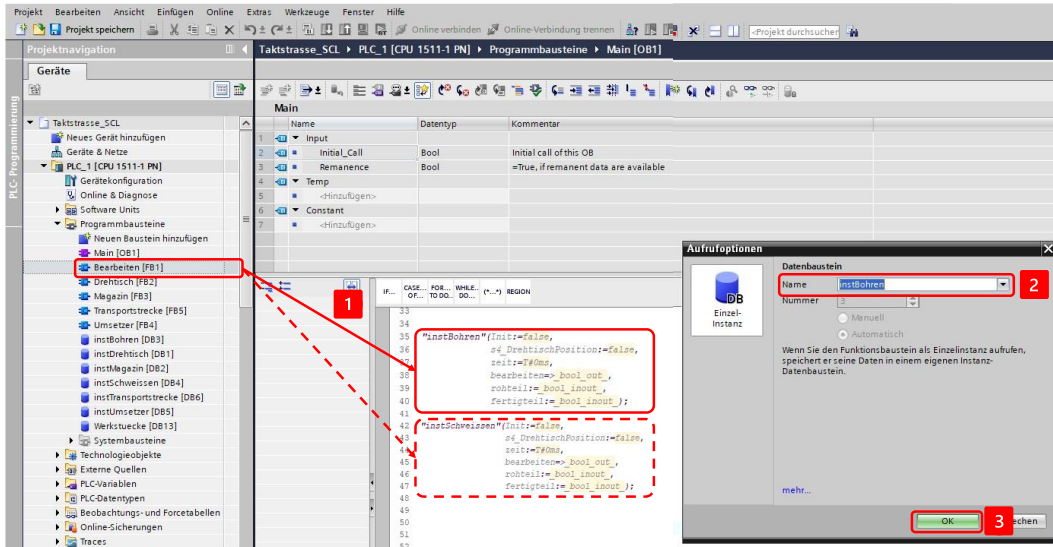 Projekt Bearbeiten Ansicht Einfügen Online Extras Werkzeuge Fenster Hilfe
Projekt speichern Online verbinden Online-Verbindung trennen <Projekt durchsuchen
Projektnavigation
Taktstrasse_SCL PLC_1 [CPU 1511-1 PN] Programmbausteine Main [OB1]
Geräte
PLC-Programmierung
Taktstrasse_SCL
Neues Gerät hinzufügen
Geräte & Netze
PLC_1 [CPU 1511-1 PN]
Gerätekonfiguration
Online & Diagnose
Software Units
Programmbausteine
Neuen Baustein hinzufügen
Main [OB1]
Bearbeiten [FB1]
Drehtisch [FB2]
Magazin [FB3]
Transportstrecke [FB5]
Umsetzer [FB4]
instBohren [DB3]
instDrehtisch [DB1]
instMagazin [DB2]
instSchweissen [DB4]
instTransportstrecke [DB6]
instUmsetzer [DB5]
Werkstuecke [DB13]
Systembausteine
Technologieobjekte
Externe Quellen
PLC-Variablen
PLC-Datentypen
Beobachtungs- und Forcetabellen
Online-Sicherungen
Traces
Main
Name Datentyp Kommentar
1 Input
2 Initial_Call Bool Initial call of this OB
3 Remanence Bool =True, if remanent data are available
4 Temp
5 <Hinzufügen>
6 Constant
7 <Hinzufügen>
1
IF... CASE... OF... FOR... TO DO.. WHILE.. DO... (*...*) REGION
33
34
35 "instBohren"(Init:=false,
36 s4_DrehtischPosition:=false,
37 zeit:=T#0ms,
38 bearbeiten=>_bool_out_,
39 rohteil:=_bool_inout_,
40 fertigteil:=_bool_inout_);
41
42 "instSchweissen"(Init:=false,
43 s4_DrehtischPosition:=false,
44 zeit:=T#0ms,
45 bearbeiten=>_bool_out_,
46 rohteil:=_bool_inout_,
47 fertigteil:=_bool_inout_);
48
49
50
51
52
Aufrufoptionen
DB
Einzel-
Instanz
Datenbaustein
Name instBohren
2
Nummer 3
Manuell
Automatisch
Wenn Sie den Funktionsbaustein als Einzelinstanz aufrufen,
speichert er seine Daten in einem eigenen Instanz-
Datenbaustein.
mehr...
OK
3
echen